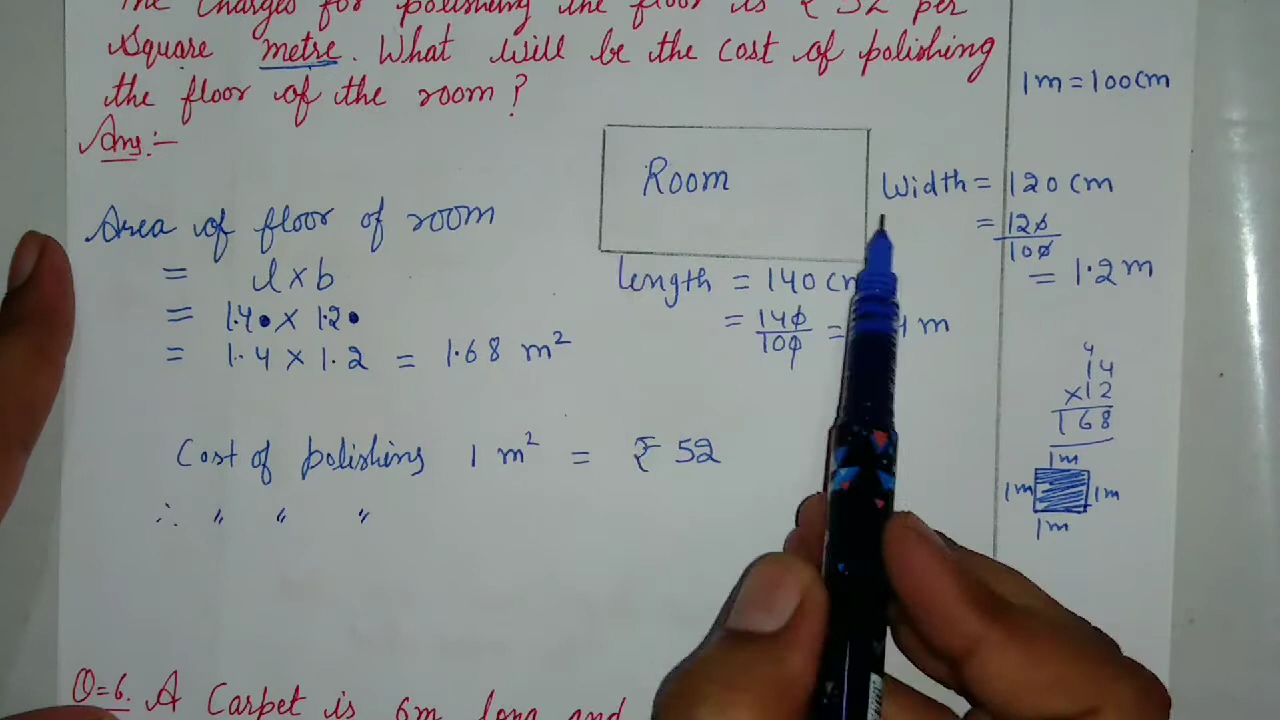 The charges for polishing the floor is ₹ 52 per
square metre. What will be the cost of polishing
the floor of the room?
Ans:-
1m = 100cm
Room
Width = 120 cm
= 120
100
= 1.2 m
length = 140 cm
= 140
100
= m
Area of floor of room
= l x b
= 1.40 x 1.20
= 1.4 x 1.2 = 1.68 m²
4
14
x12
168
1m
1m 1m
1m
Cost of polishing 1 m² = ₹ 52
∴ " " "
Q=6. A Carpet is 6m long and